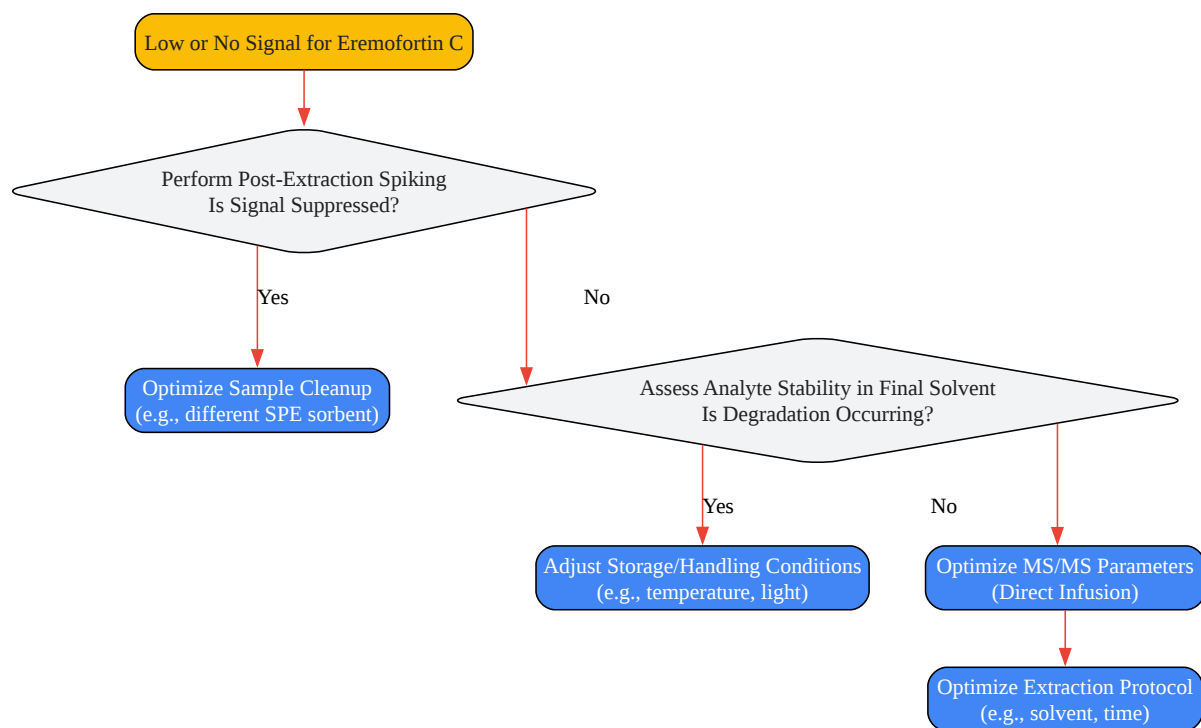 Low or No Signal for Eremofortin C
Perform Post-Extraction Spiking
Is Signal Suppressed?
Yes
No
Optimize Sample Cleanup
(e.g., different SPE sorbent)
Assess Analyte Stability in Final Solvent
Is Degradation Occurring?
Yes
No
Adjust Storage/Handling Conditions
(e.g., temperature, light)
Optimize MS/MS Parameters
(Direct Infusion)
Optimize Extraction Protocol
(e.g., solvent, time)